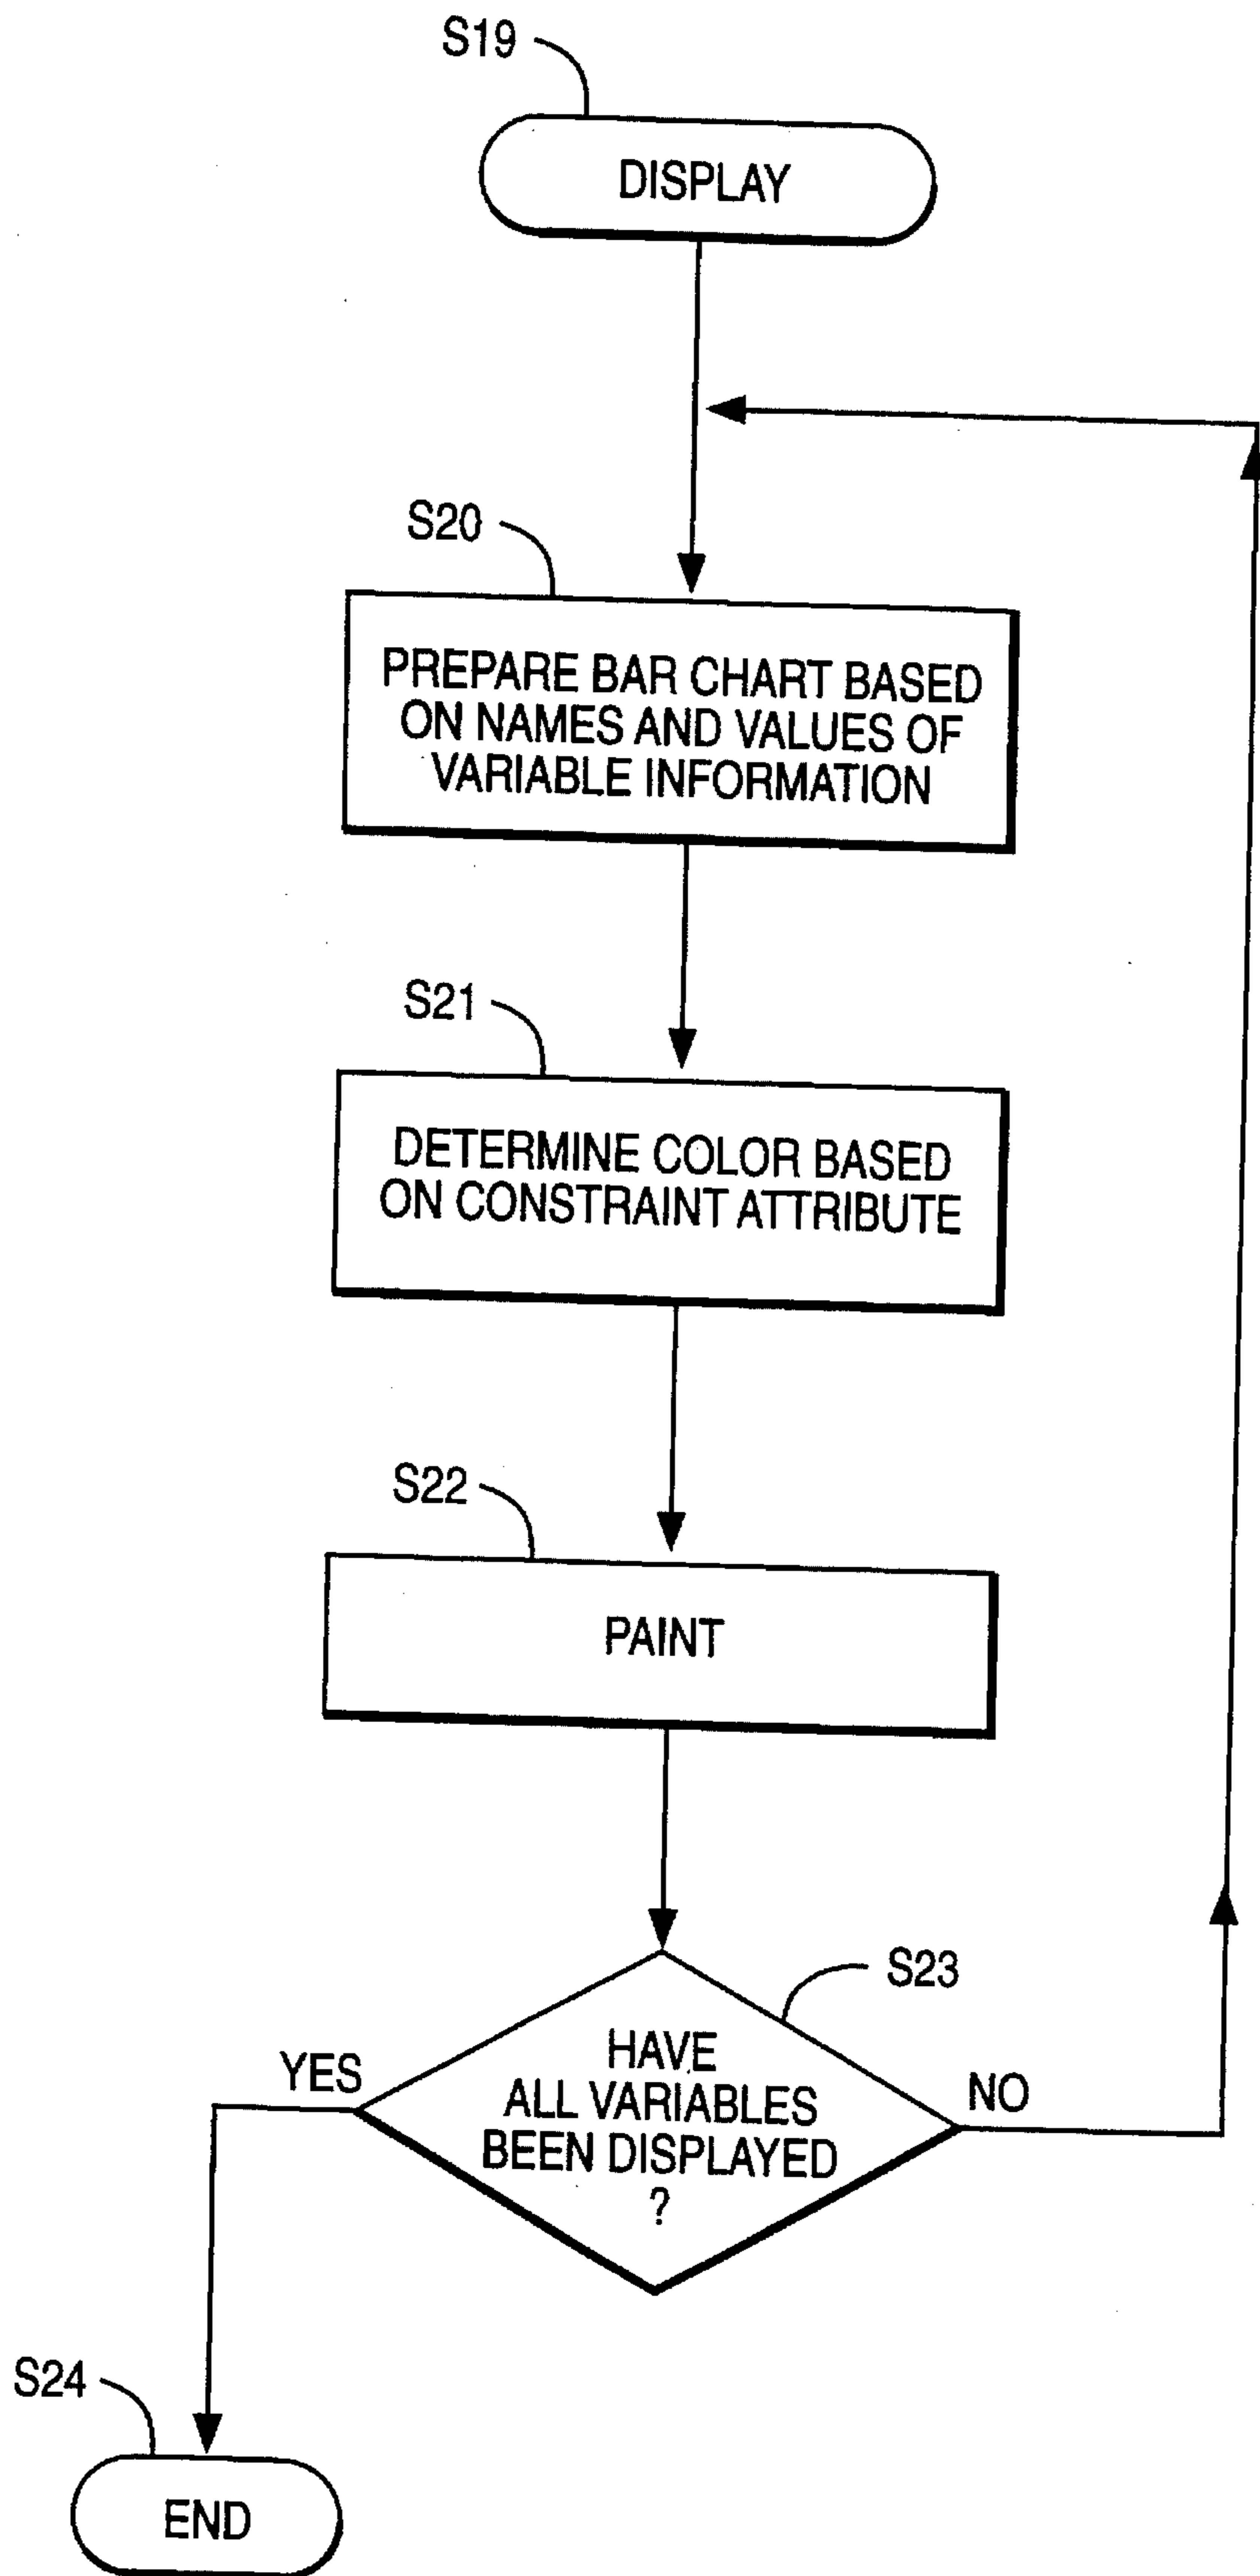 S19
DISPLAY
S20
PREPARE BAR CHART BASED
ON NAMES AND VALUES OF
VARIABLE INFORMATION
S21
DETERMINE COLOR BASED
ON CONSTRAINT ATTRIBUTE
S22
PAINT
S23
HAVE
ALL VARIABLES
BEEN DISPLAYED
?
YES
NO
S24
END